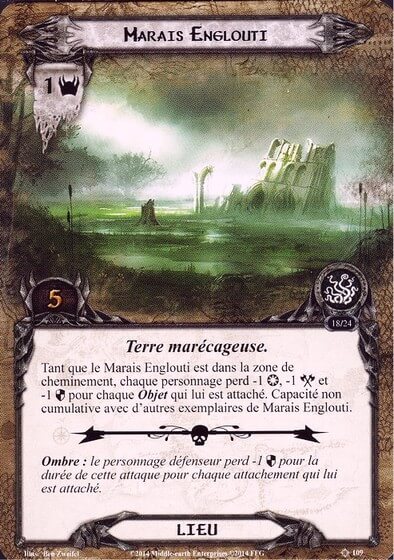 Marais Englouti
1
5
18/24
Terre marécageuse.
Tant que le Marais Englouti est dans la zone de
cheminement, chaque personnage perd -1 , -1 et
-1 pour chaque Objet qui lui est attaché. Capacité non
cumulative avec d'autres exemplaires de Marais Englouti.
Ombre : le personnage défenseur perd -1 pour la
durée de cette attaque pour chaque attachement qui lui
est attaché.
LIEU
Illus. Ben Zweifel ©2014 Middle-earth Enterprises ©2014 FFG 109